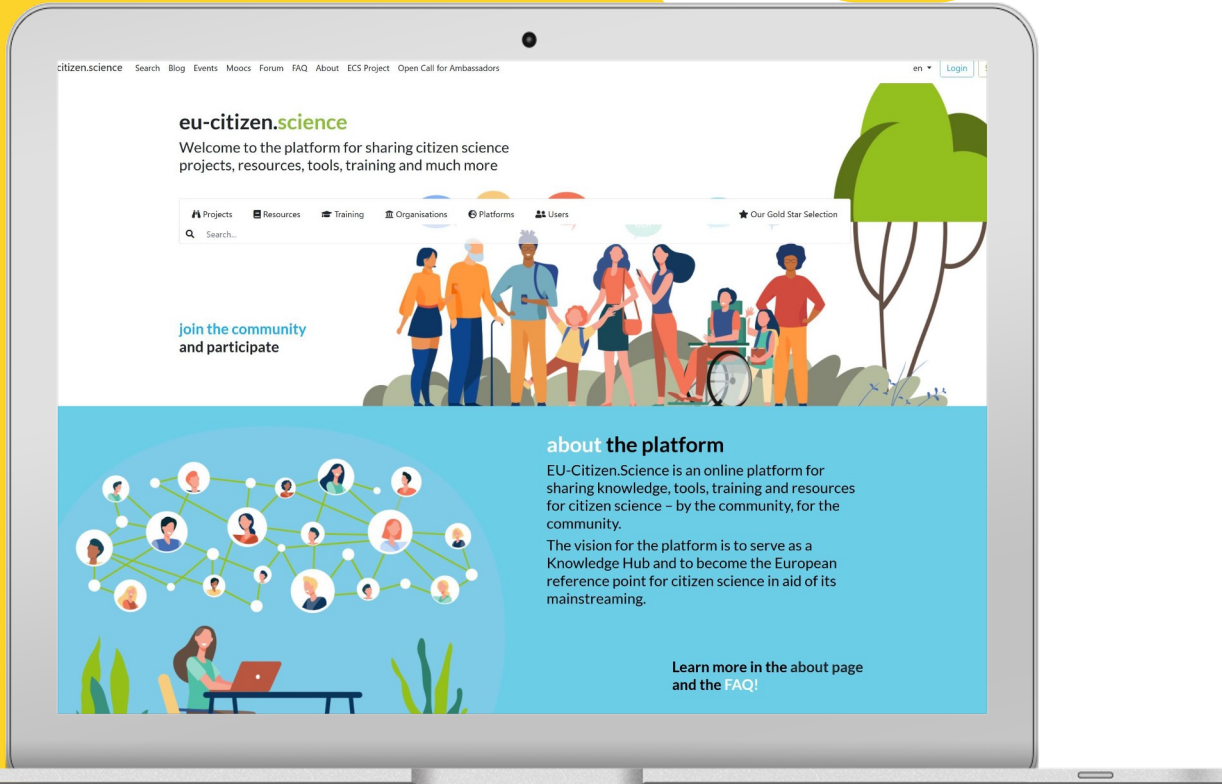 citizen.science Search Blog Events Moocs Forum FAQ About ECS Project Open Call for Ambassadors en Login
eu-citizen.science
Welcome to the platform for sharing citizen science
projects, resources, tools, training and much more
Projects Resources Training Organisations Platforms Users Our Gold Star Selection
Search...
join the community
and participate
about the platform
EU-Citizen.Science is an online platform for
sharing knowledge, tools, training and resources
for citizen science – by the community, for the
community.
The vision for the platform is to serve as a
Knowledge Hub and to become the European
reference point for citizen science in aid of its
mainstreaming.
Learn more in the about page
and the FAQ!